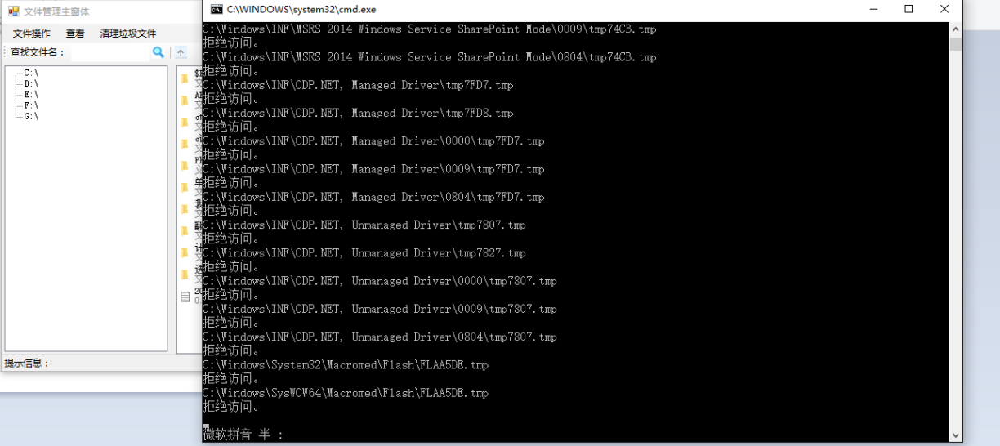 文件管理主窗体
文件操作 查看 清理垃圾文件
查找文件名：
C:\
D:\
E:\
F:\
G:\
提示信息：
C:\WINDOWS\system32\cmd.exe
C:\Windows\INF\MSRS 2014 Windows Service SharePoint Mode\0009\tmp74CB.tmp
拒绝访问。
C:\Windows\INF\MSRS 2014 Windows Service SharePoint Mode\0804\tmp74CB.tmp
拒绝访问。
C:\Windows\INF\ODP.NET, Managed Driver\tmp7FD7.tmp
拒绝访问。
C:\Windows\INF\ODP.NET, Managed Driver\tmp7FD8.tmp
拒绝访问。
C:\Windows\INF\ODP.NET, Managed Driver\0000\tmp7FD7.tmp
拒绝访问。
C:\Windows\INF\ODP.NET, Managed Driver\0009\tmp7FD7.tmp
拒绝访问。
C:\Windows\INF\ODP.NET, Managed Driver\0804\tmp7FD7.tmp
拒绝访问。
C:\Windows\INF\ODP.NET, Unmanaged Driver\tmp7807.tmp
拒绝访问。
C:\Windows\INF\ODP.NET, Unmanaged Driver\tmp7827.tmp
拒绝访问。
C:\Windows\INF\ODP.NET, Unmanaged Driver\0000\tmp7807.tmp
拒绝访问。
C:\Windows\INF\ODP.NET, Unmanaged Driver\0009\tmp7807.tmp
拒绝访问。
C:\Windows\INF\ODP.NET, Unmanaged Driver\0804\tmp7807.tmp
拒绝访问。
C:\Windows\System32\Macromed\Flash\FLAA5DE.tmp
拒绝访问。
C:\Windows\SysWOW64\Macromed\Flash\FLAA5DE.tmp
拒绝访问。
微软拼音 半 ：